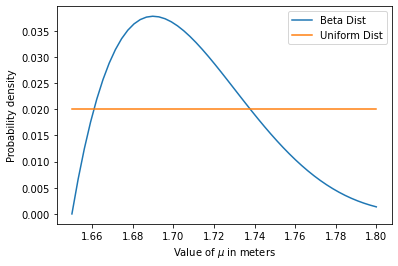 Beta Dist
Uniform Dist
Probability density
0.035
0.030
0.025
0.020
0.015
0.010
0.005
0.000
1.66 1.68 1.70 1.72 1.74 1.76 1.78 1.80
Value of μ in meters